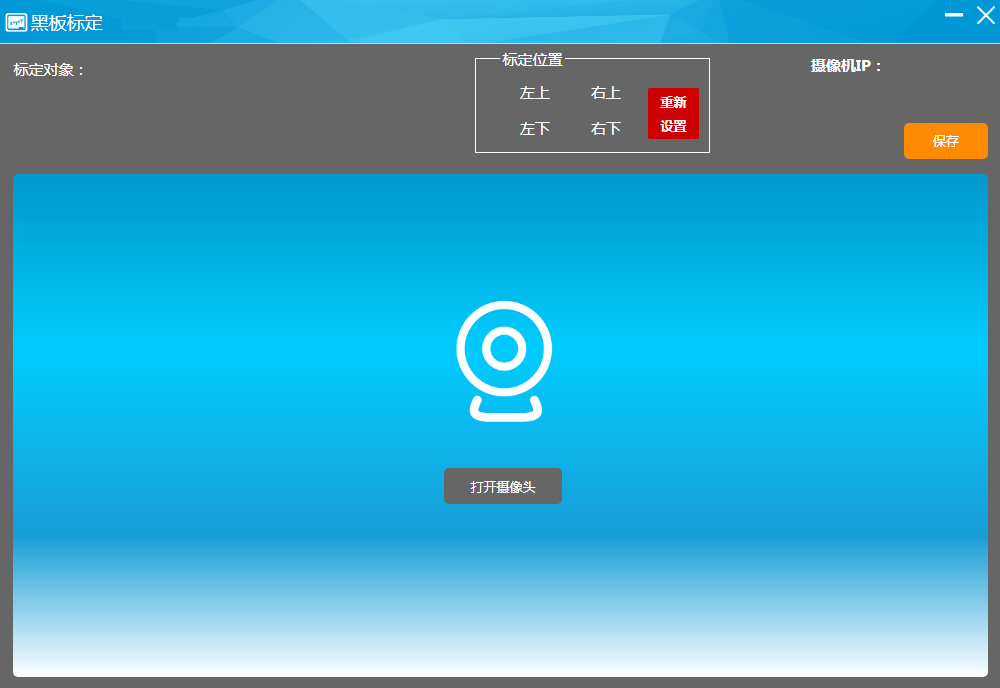 黑板标定
标定对象：
标定位置
左上 右上
左下 右下
重新
设置
摄像机IP：
保存
打开摄像头